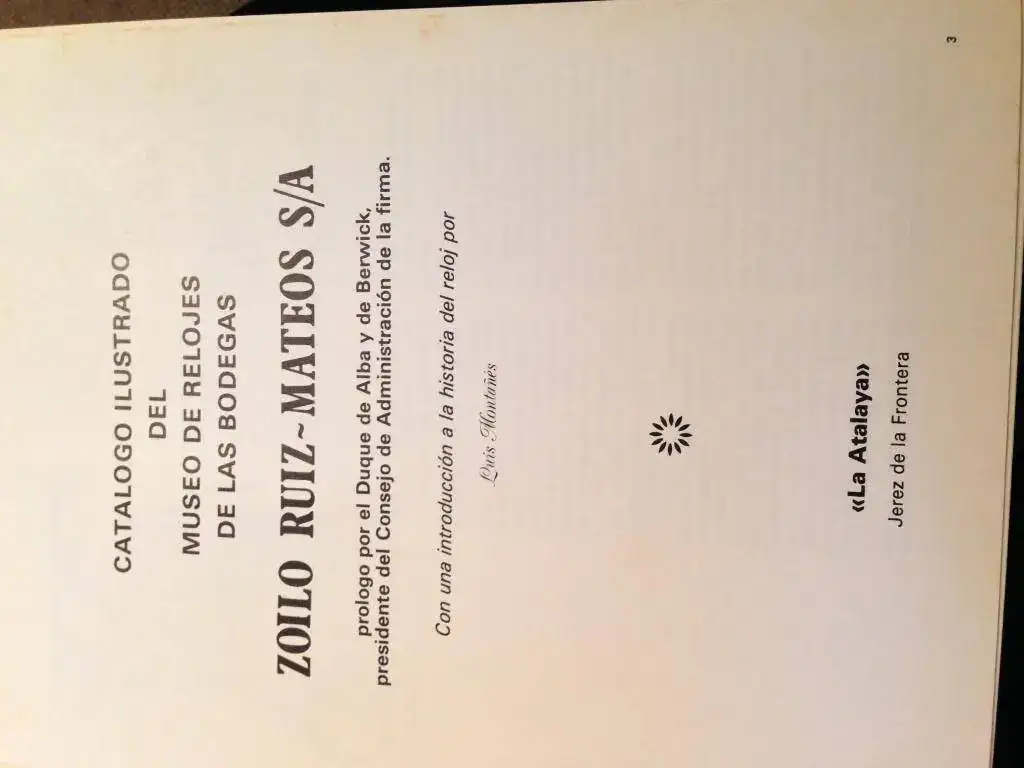 CATALOGO ILUSTRADO
DEL
MUSEO DE RELOJES
DE LAS BODEGAS
ZOILO RUIZ~MATEOS S/A
prologo por el Duque de Alba y de Berwick,
presidente del Consejo de Administración de la firma.
Con una introducción a la historia del reloj por
Luis Montañés
«La Atalaya»
Jerez de la Frontera
3